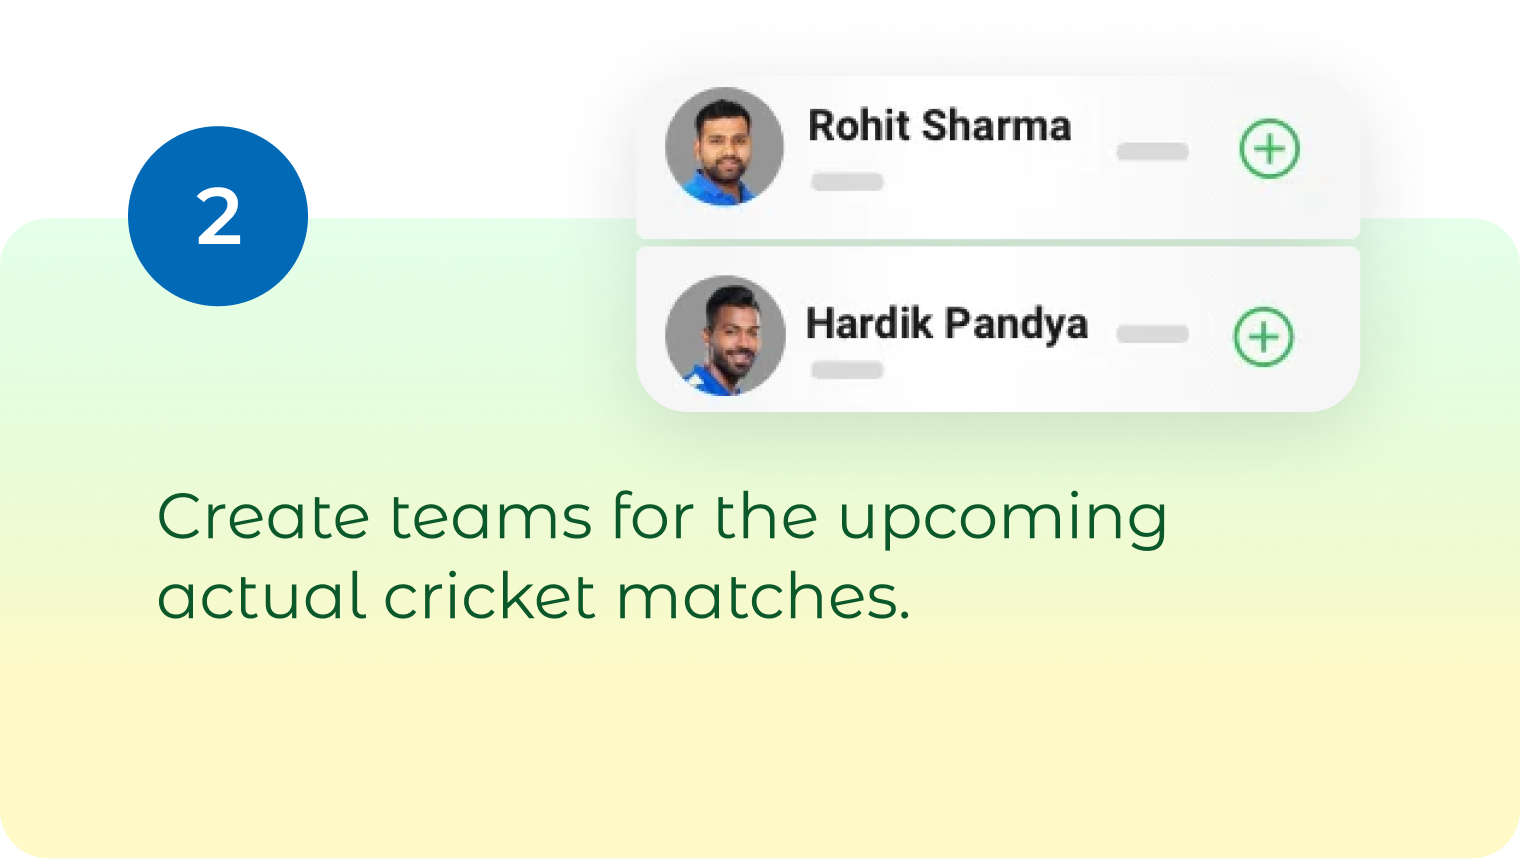 2
Rohit Sharma
Hardik Pandya
Create teams for the upcoming
actual cricket matches.